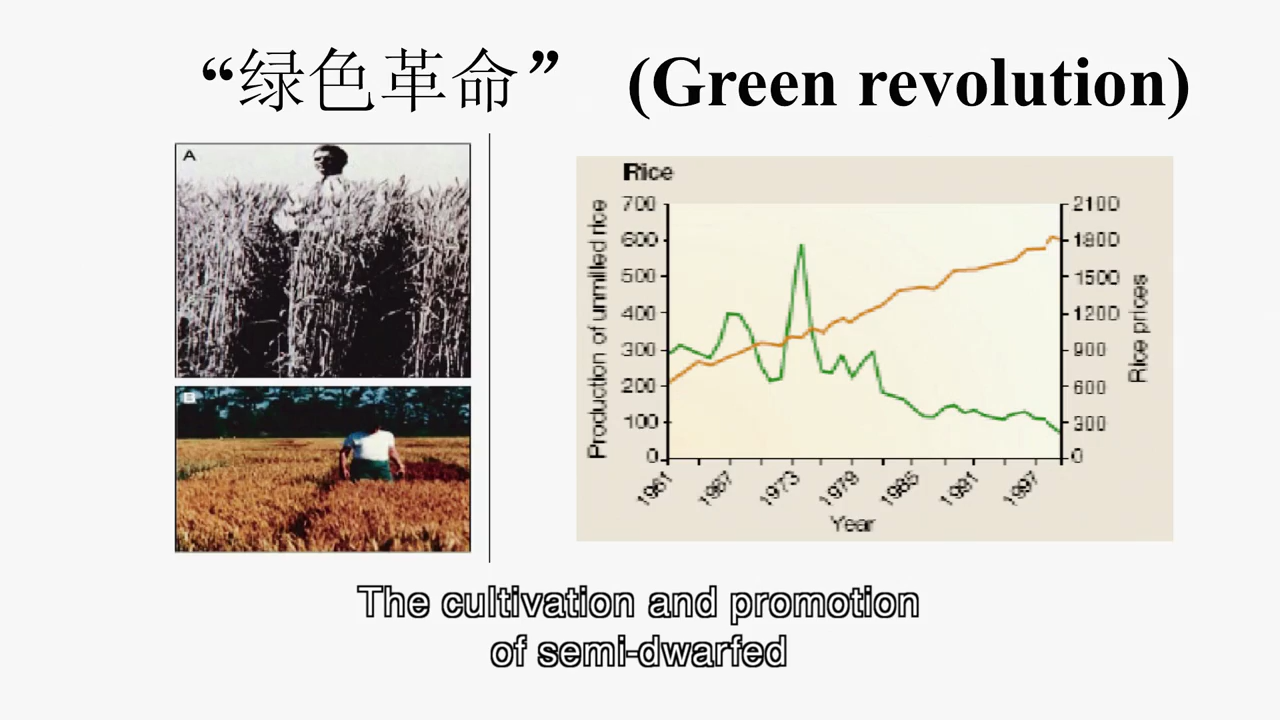 “绿色革命” (Green revolution)
A
B
Rice
Production of unmilled rice
700
600
500
400
300
200
100
0
2100
1800
1500
1200
900
600
300
0
Rice prices
1961
1967
1973
1979
1985
1991
1997
Year
The cultivation and promotion
of semi-dwarfed